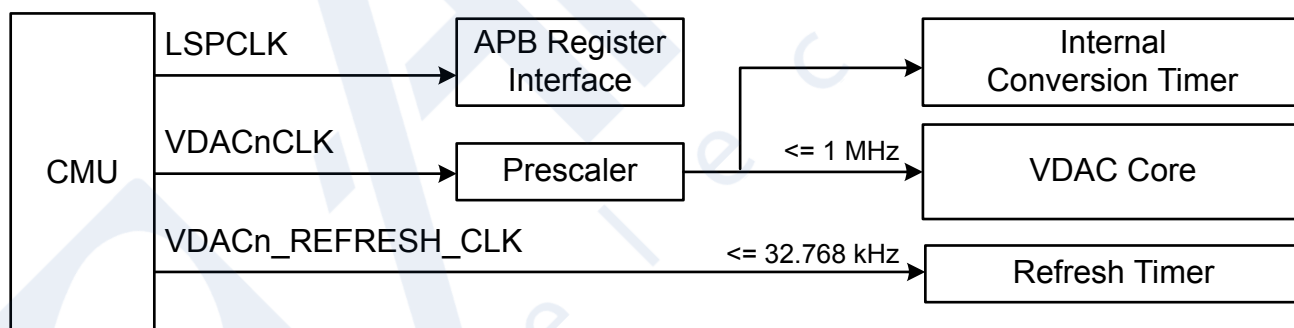 CMU
LSPCLK
APB Register
Interface
Internal
Conversion Timer
VDACnCLK
Prescaler
<= 1 MHz
VDAC Core
VDACn_REFRESH_CLK
<= 32.768 kHz
Refresh Timer